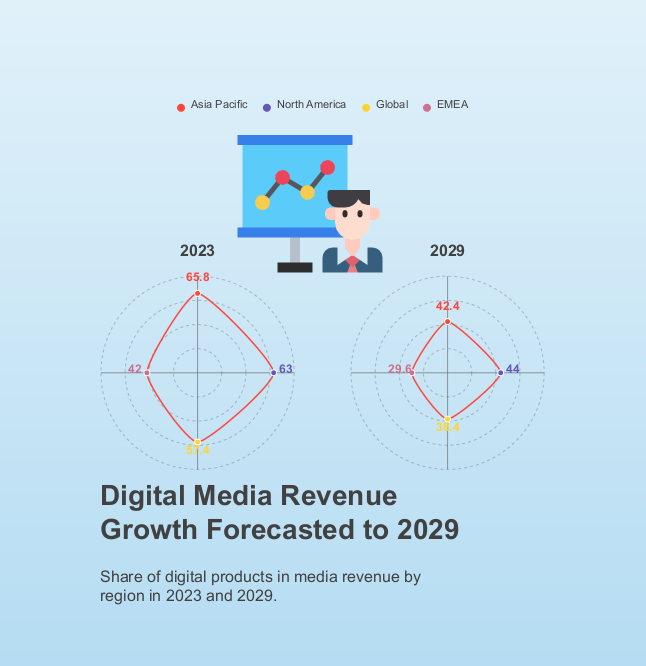 Asia Pacific North America Global EMEA
2023 2029
65.8
42.4
42 63 29.6 44
57.4
38.4
Digital Media Revenue
Growth Forecasted to 2029
Share of digital products in media revenue by
region in 2023 and 2029.